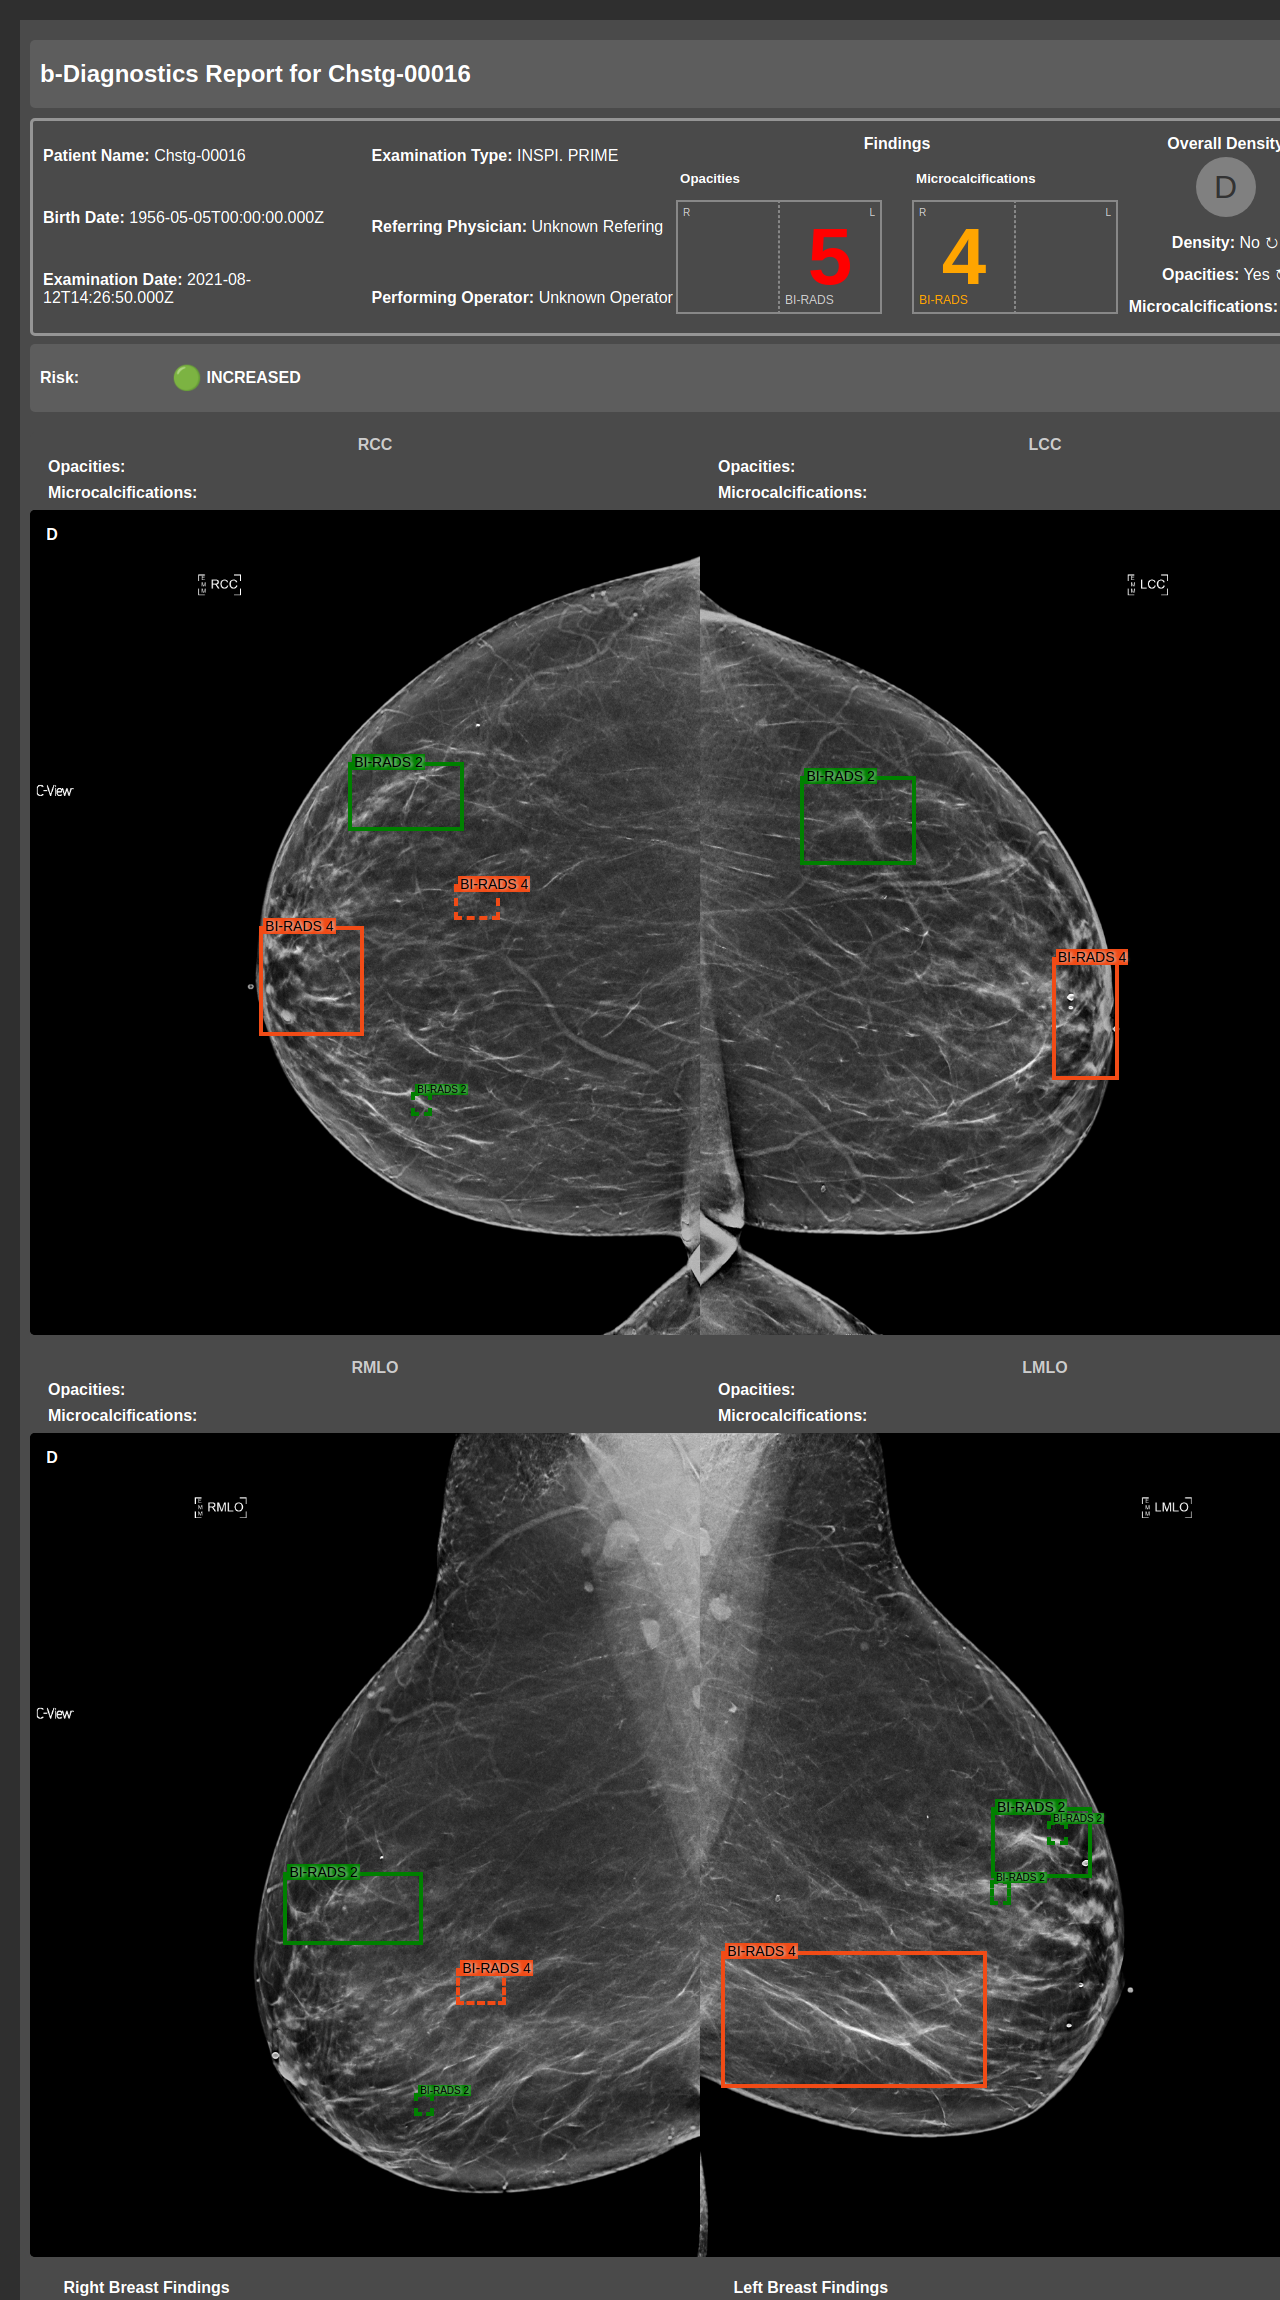 b-Diagnostics Report for Chstg-00016
Patient Name: Chstg-00016
Examination Type: INSPI. PRIME
Findings
Overall Density
Opacities
Microcalcifications
D
R
L
R
L
Birth Date: 1956-05-05T00:00:00.000Z
Referring Physician: Unknown Refering
5
4
Density: No ↻
Opacities: Yes
Examination Date: 2021-08-
12T14:26:50.000Z
Performing Operator: Unknown Operator
BI-RADS
BI-RADS
Microcalcifications:
Risk:
INCREASED
RCC
LCC
Opacities:
Opacities:
Microcalcifications:
Microcalcifications:
D
RCC
LCC
BI-RADS 2
BI-RADS 2
C-View
BI-RADS 4
BI-RADS 4
BI-RADS 4
BI-RADS 2
RMLO
LMLO
Opacities:
Opacities:
Microcalcifications:
Microcalcifications:
D
RMLO
LMLO
C-View
BI-RADS 2
BI-RADS 2
BI-RADS 2
BI-RADS 2
BI-RADS 4
BI-RADS 4
BI-RADS 2
Right Breast Findings
Left Breast Findings